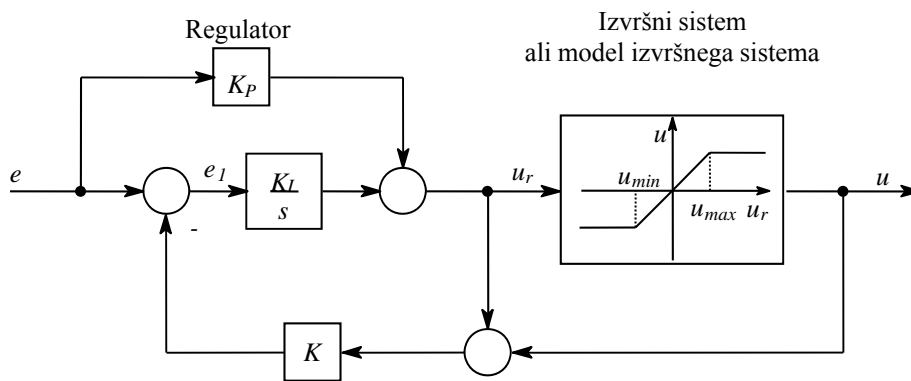 Regulator
Izvršni sistem
ali model izvršnega sistema
K_P
u
e
e_1
K_I
s
u_r
u_min
u_max u_r
u
-
K